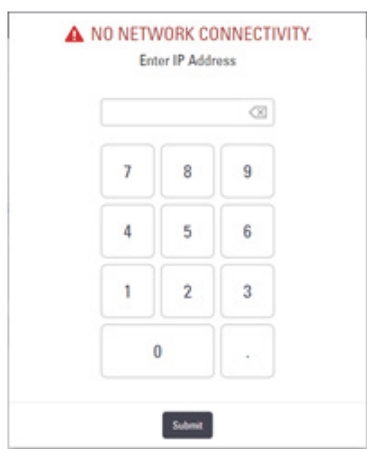 NO NETWORK CONNECTIVITY.
Enter IP Address
7 8 9
4 5 6
1 2 3
0 .
Submit